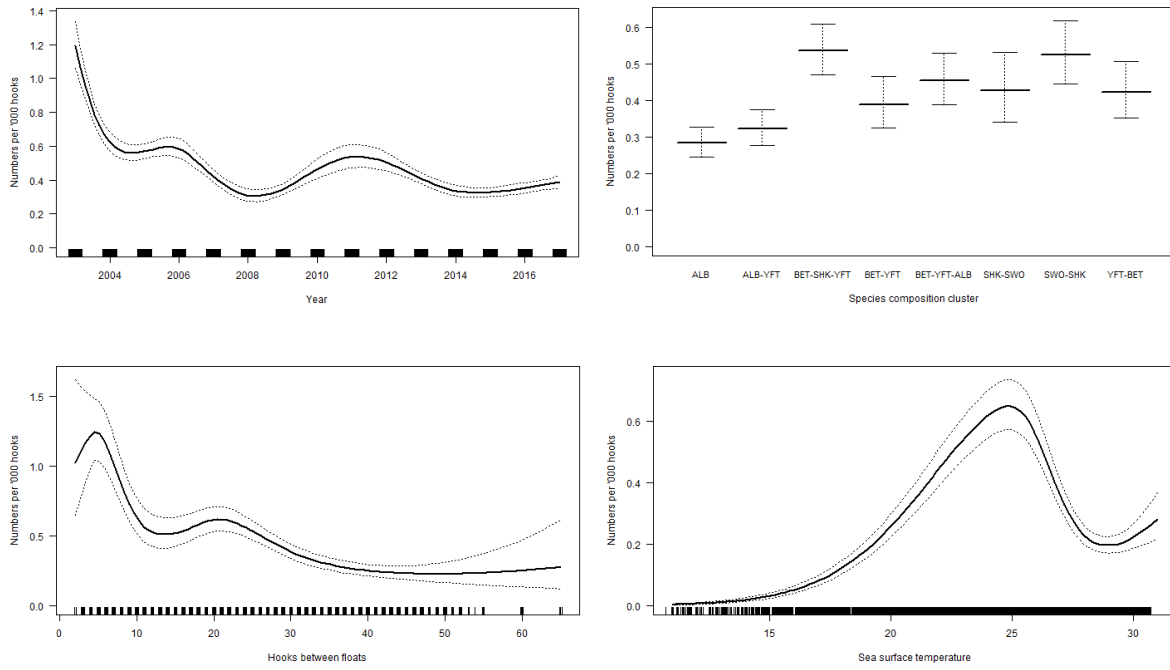 Numbers per '000 hooks
1.4
1.2
1.0
0.8
0.6
0.4
0.2
0.0
2004 2006 2008 2010 2012 2014 2016
Year
Numbers per '000 hooks
0.6
0.5
0.4
0.3
0.2
0.1
0.0
ALB ALB-YFT BET-SHK-YFT BET-YFT BET-YFT-ALB SHK-SWO SWO-SHK YFT-BET
Species composition cluster
Numbers per '000 hooks
1.5
1.0
0.5
0.0
0 10 20 30 40 50 60
Hooks between floats
Numbers per '000 hooks
0.6
0.4
0.2
0.0
15 20 25 30
Sea surface temperature